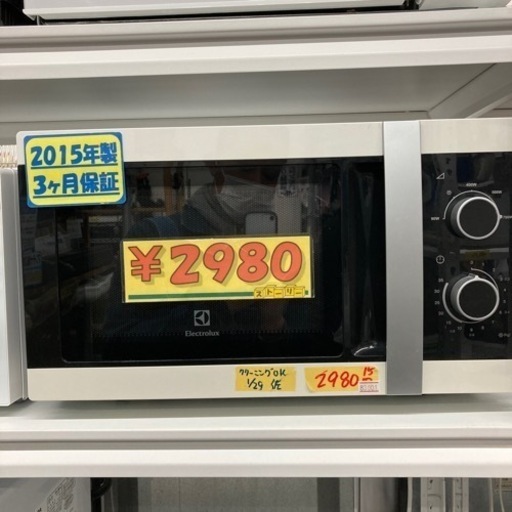 2015年製
3ヶ月保証
¥2980
ストーリー
Electrolux
クリーニングOK
1/29
2980
15